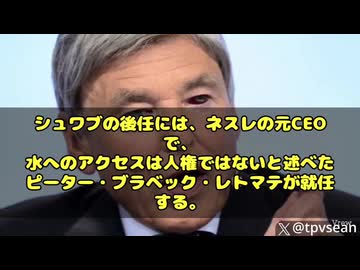 シュワブの後任には、ネスレの元CEO
で、
水へのアクセスは人権ではないと述べた
ピーター・ブラベック・レトマテが就任
する。
Vrew
X @tpvsean